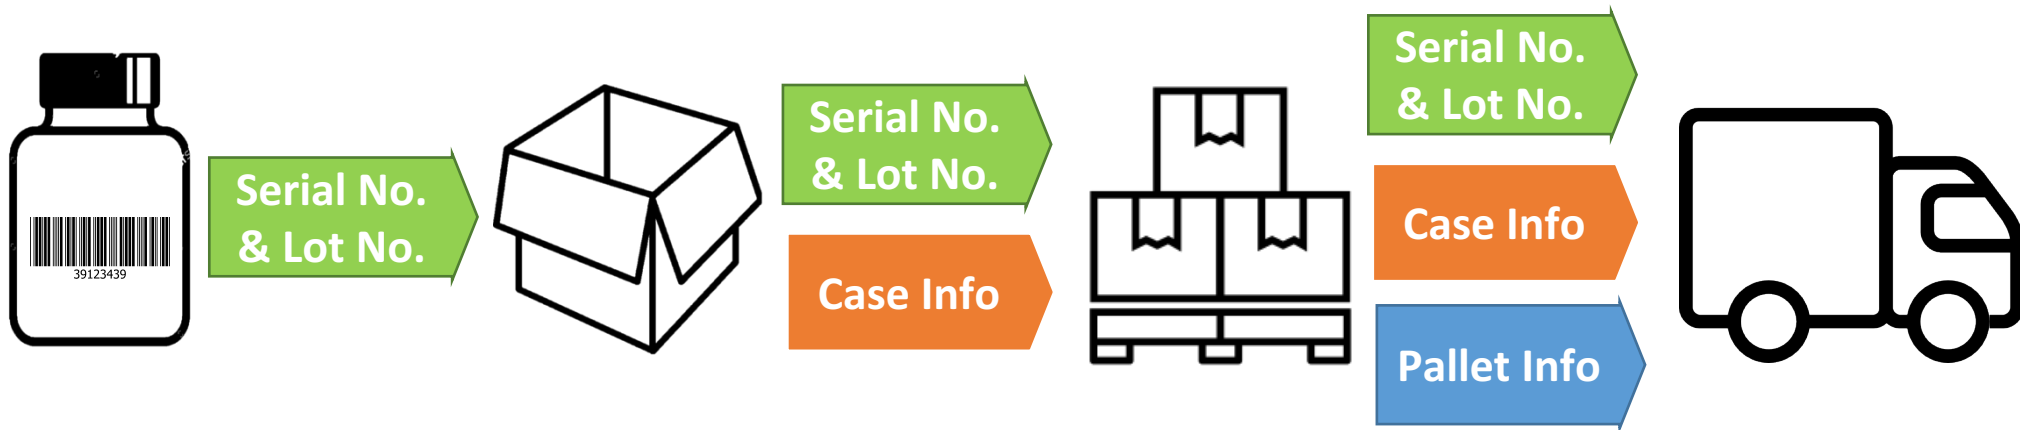 39123439
Serial No.
& Lot No.
Serial No.
& Lot No.
Case Info
Serial No.
& Lot No.
Case Info
Pallet Info